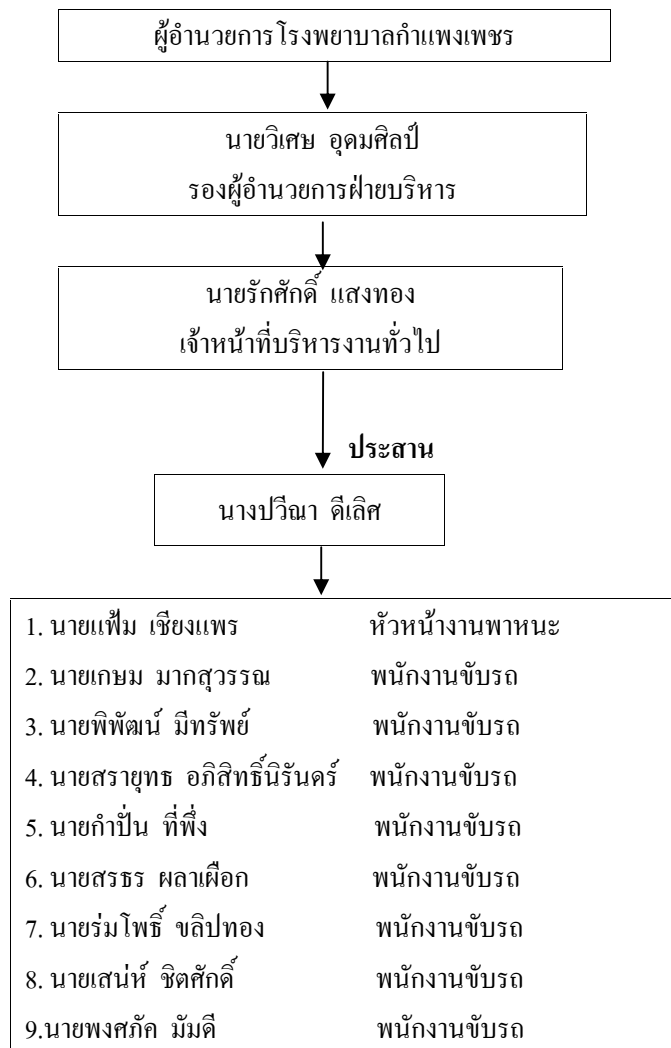 ผู้อำนวยการโรงพยาบาลกำแพงเพชร
นายวิเศษ อุดมศิลป์
รองผู้อำนวยการฝ่ายบริหาร
นายรักศักดิ์ แสงทอง
เจ้าหน้าที่บริหารงานทั่วไป
ประสาน
นางปวีณา ดีเลิศ
1. นายแฟ้ม เชียงแพร หัวหน้างานพาหนะ
2. นายเกษม มากสุวรรณ พนักงานขับรถ
3. นายพิพัฒน์ มีทรัพย์ พนักงานขับรถ
4. นายสรายุทธ อภิสิทธิ์นิรันดร์ พนักงานขับรถ
5. นายกำปั่น ที่พึ่ง พนักงานขับรถ
6. นายสรธร ผลาเผือก พนักงานขับรถ
7. นายร่มโพธิ์ ขลิปทอง พนักงานขับรถ
8. นายเสน่ห์ ชิตศักดิ์ พนักงานขับรถ
9.นายพงศภัค มัมดี พนักงานขับรถ